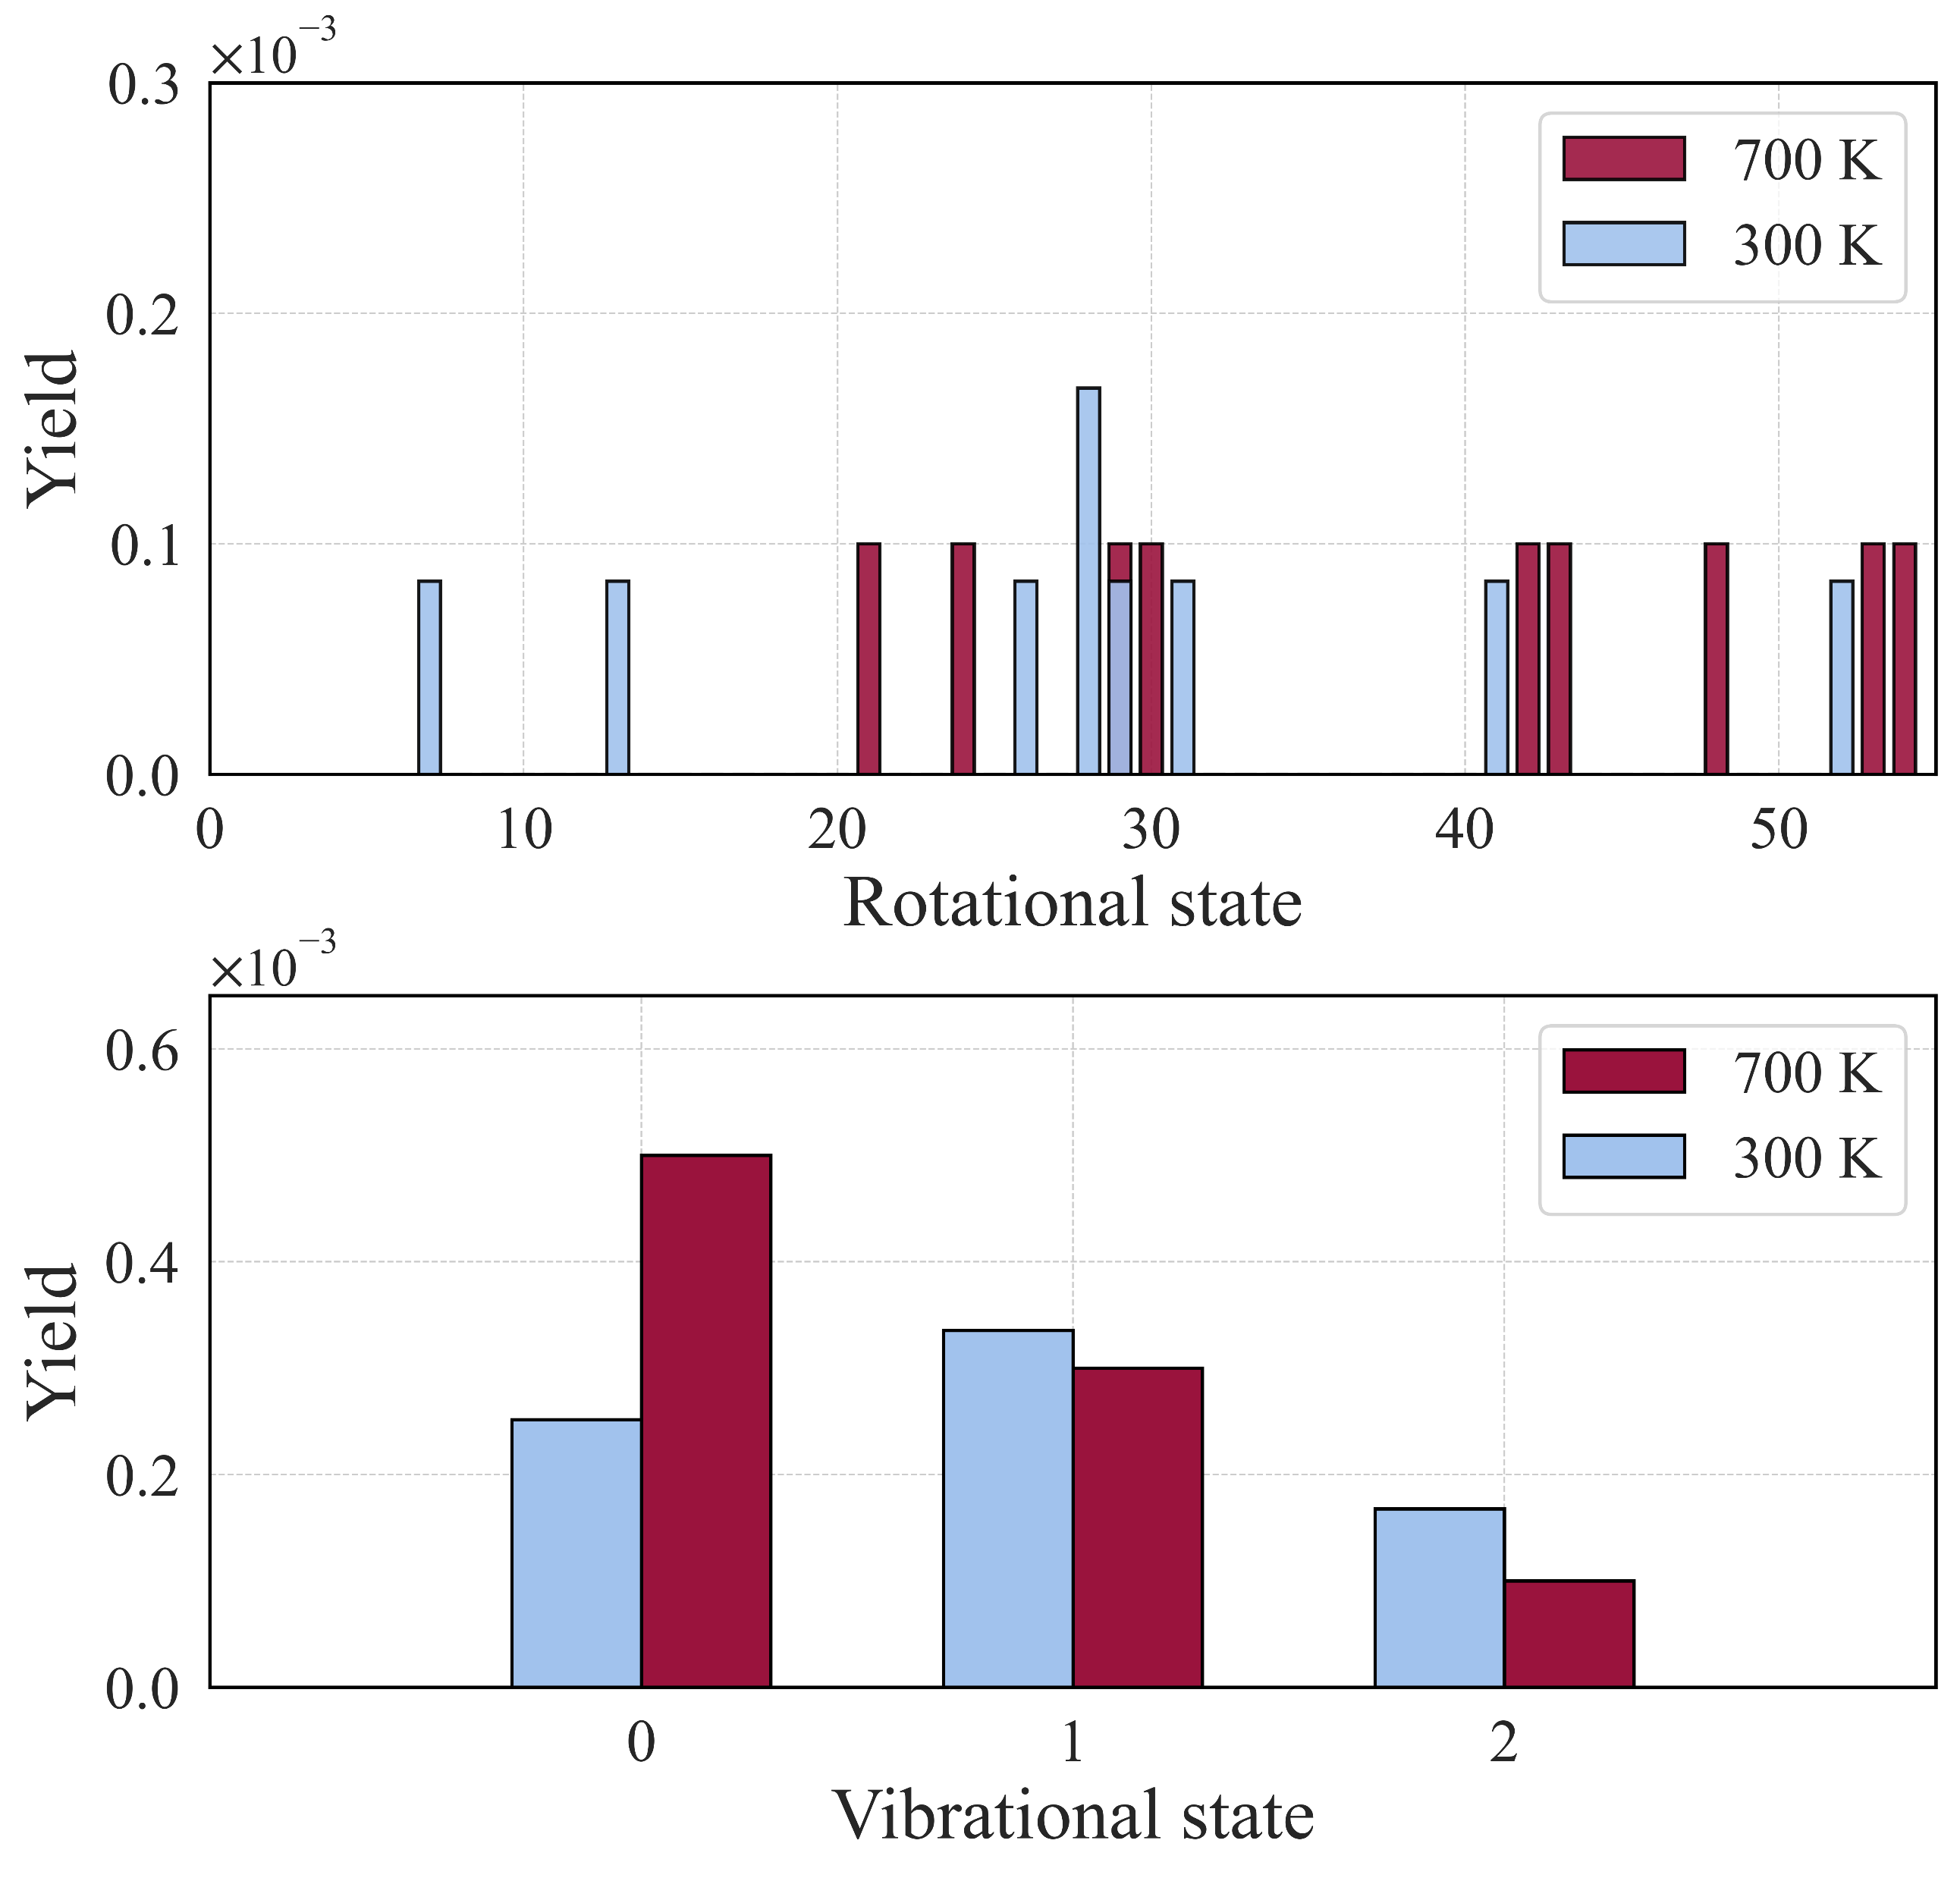 ×10⁻³
0.3
700 K
300 K
0.2
Yield
0.1
0.0
0 10 20 30 40 50
Rotational state
×10⁻³
0.6
700 K
300 K
0.4
Yield
0.2
0.0
0 1 2
Vibrational state